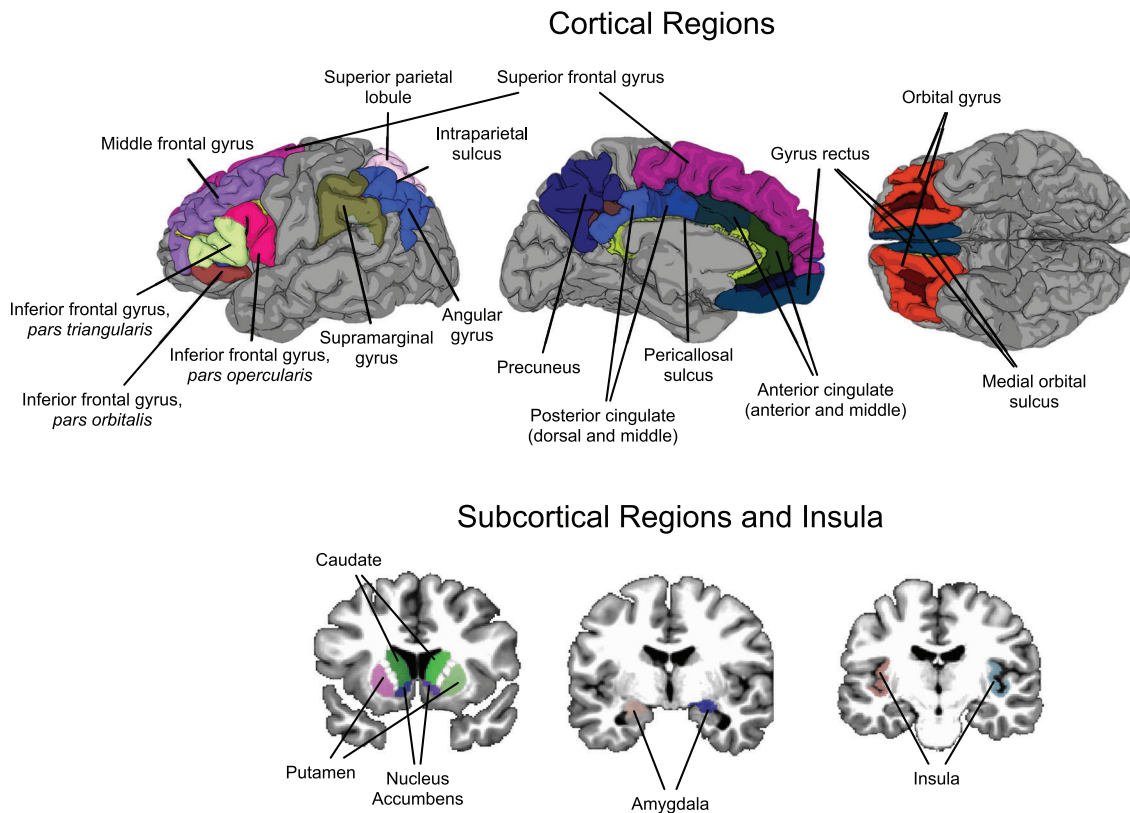 Cortical Regions
Superior parietal
lobule
Superior frontal gyrus
Orbital gyrus
Middle frontal gyrus
Intraparietal
sulcus
Gyrus rectus
Inferior frontal gyrus,
pars triangularis
Inferior frontal gyrus,
pars orbitalis
Inferior frontal gyrus,
pars opercularis
Supramarginal
gyrus
Angular
gyrus
Precuneus
Posterior cingulate
(dorsal and middle)
Pericallosal
sulcus
Anterior cingulate
(anterior and middle)
Medial orbital
sulcus
Subcortical Regions and Insula
Caudate
Putamen
Nucleus
Accumbens
Amygdala
Insula